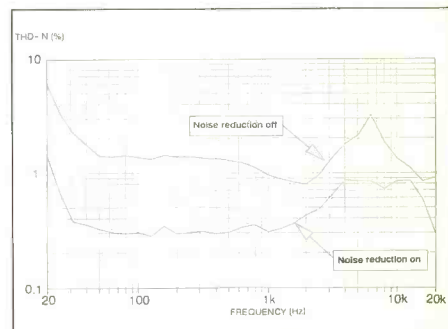 THD-N (%)
10
Noise reduction off
1
Noise reduction on
0.1
20
100
1k
10k
20k
FREQUENCY [Hz]